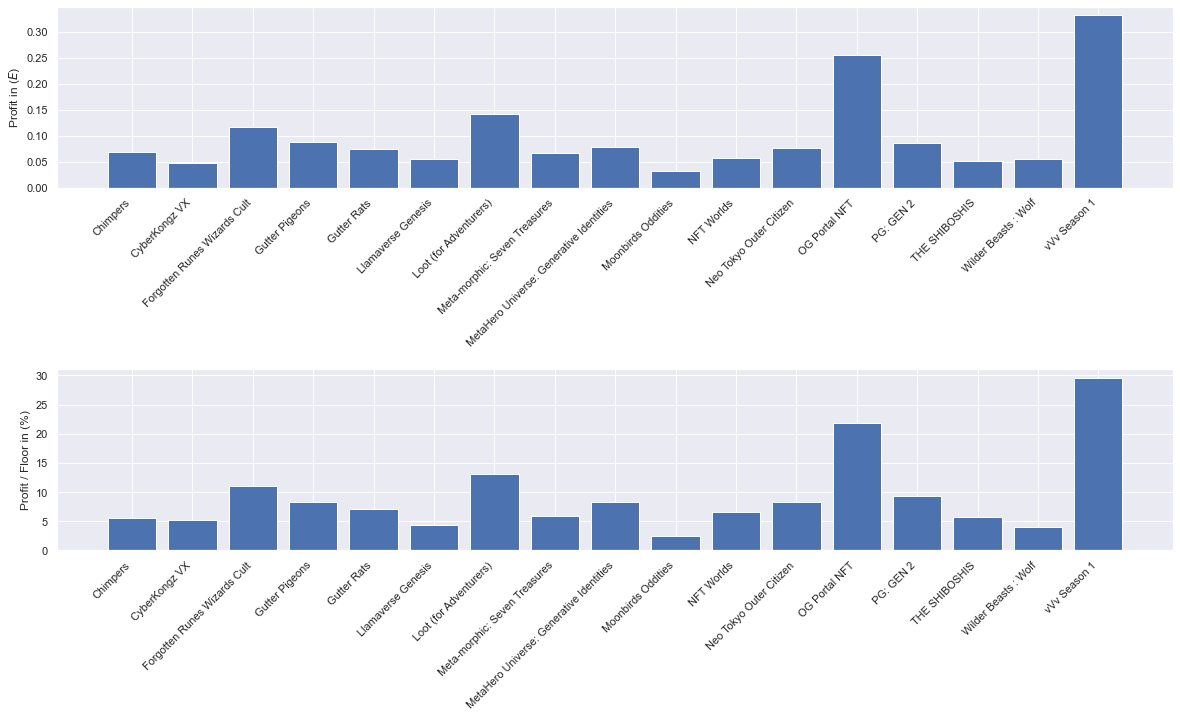 Profit in (E)
0.30
0.25
0.20
0.15
0.10
0.05
0.00
Chimpers
CyberKongz VX
Forgotten Runes Wizards Cult
Gutter Pigeons
Gutter Rats
Llamaverse Genesis
Loot (for Adventurers)
Meta-morphic: Seven Treasures
MetaHero Universe: Generative Identities
Moonbirds Oddities
NFT Worlds
Neo Tokyo Outer Citizen
OG Portal NFT
PG: GEN 2
THE SHIBOSHIS
Wilder Beasts : Wolf
vVv Season 1
Profit / Floor in (%)
30
25
20
15
10
5
0
Chimpers
CyberKongz VX
Forgotten Runes Wizards Cult
Gutter Pigeons
Gutter Rats
Llamaverse Genesis
Loot (for Adventurers)
Meta-morphic: Seven Treasures
MetaHero Universe: Generative Identities
Moonbirds Oddities
NFT Worlds
Neo Tokyo Outer Citizen
OG Portal NFT
PG: GEN 2
THE SHIBOSHIS
Wilder Beasts : Wolf
vVv Season 1